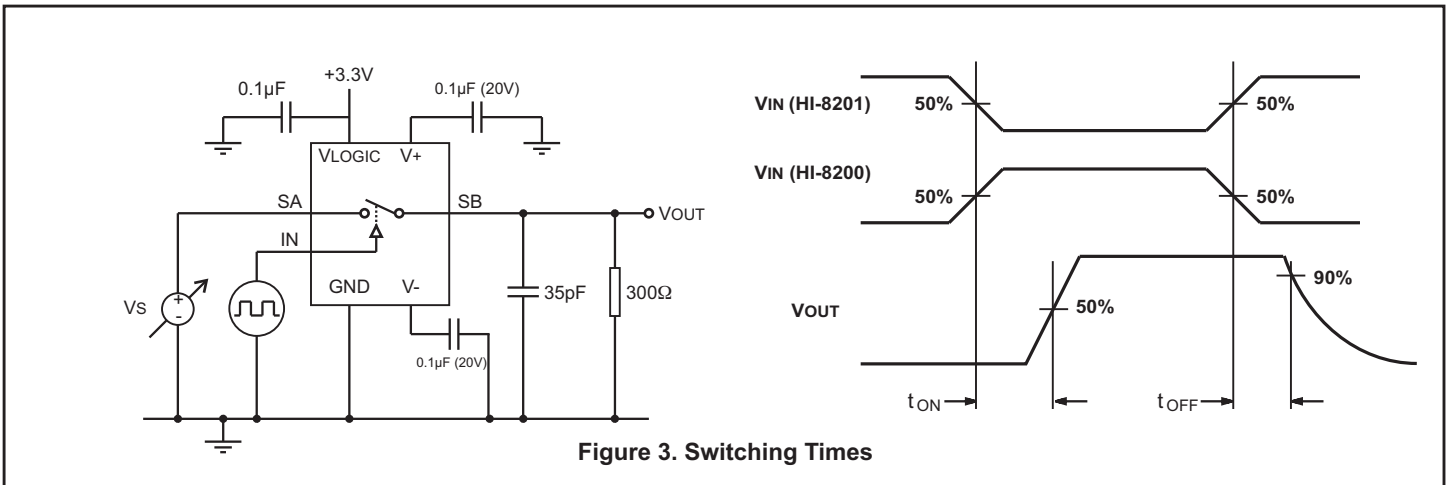 +3.3V
0.1µF
0.1µF (20V)
VLOGIC V+
SA
SB
VOUT
IN
GND V-
VS
+
-
35pF
300Ω
0.1µF (20V)
VIN (HI-8201)
50%
50%
VIN (HI-8200)
50%
50%
VOUT
50%
90%
tON
tOFF
Figure 3. Switching Times